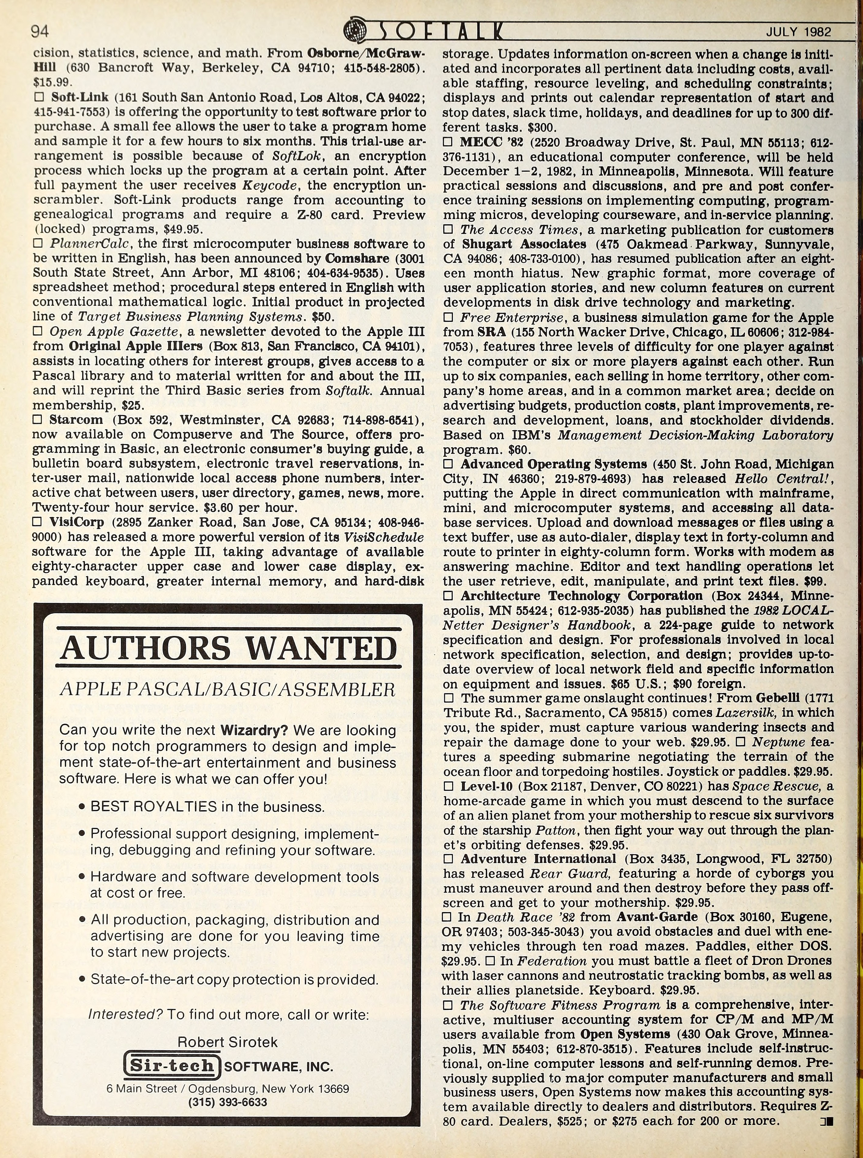 94
SOFTALK
JULY 1982
cision, statistics, science, and math. From Osborne/McGraw-
Hill (630 Bancroft Way, Berkeley, CA 94710; 415-548-2805).
$15.99.
□ Soft-Link (161 South San Antonio Road, Los Altos, CA 94022;
415-941-7553) is offering the opportunity to test software prior to
purchase. A small fee allows the user to take a program home
and sample it for a few hours to six months. This trial-use ar-
rangement is possible because of SoftLok, an encryption
process which locks up the program at a certain point. After
full payment the user receives Keycode, the encryption un-
scrambler. Soft-Link products range from accounting to
genealogical programs and require a Z-80 card. Preview
(locked) programs, $49.95.
□ PlannerCalc, the first microcomputer business software to
be written in English, has been announced by Comshare (3001
South State Street, Ann Arbor, MI 48106; 404-634-9535). Uses
spreadsheet method; procedural steps entered in English with
conventional mathematical logic. Initial product in projected
line of Target Business Planning Systems. $50.
□ Open Apple Gazette, a newsletter devoted to the Apple III
from Original Apple IIIers (Box 813, San Francisco, CA 94101),
assists in locating others for interest groups, gives access to a
Pascal library and to material written for and about the III,
and will reprint the Third Basic series from Softalk. Annual
membership, $25.
□ Starcom (Box 592, Westminster, CA 92683; 714-898-6541),
now available on Compuserve and The Source, offers pro-
gramming in Basic, an electronic consumer's buying guide, a
bulletin board subsystem, electronic travel reservations, in-
ter-user mail, nationwide local access phone numbers, inter-
active chat between users, user directory, games, news, more.
Twenty-four hour service. $3.60 per hour.
□ VisiCorp (2895 Zanker Road, San Jose, CA 95134; 408-946-
9000) has released a more powerful version of its VisiSchedule
software for the Apple III, taking advantage of available
eighty-character upper case and lower case display, ex-
panded keyboard, greater internal memory, and hard-disk
AUTHORS WANTED
APPLE PASCAL/BASIC/ASSEMBLER
Can you write the next Wizardry? We are looking
for top notch programmers to design and imple-
ment state-of-the-art entertainment and business
software. Here is what we can offer you!
• BEST ROYALTIES in the business.
• Professional support designing, implement-
ing, debugging and refining your software.
• Hardware and software development tools
at cost or free.
• All production, packaging, distribution and
advertising are done for you leaving time
to start new projects.
• State-of-the-art copy protection is provided.
Interested? To find out more, call or write:
Robert Sirotek
Sir-tech SOFTWARE, INC.
6 Main Street / Ogdensburg, New York 13669
(315) 393-6633
storage. Updates information on-screen when a change is initi-
ated and incorporates all pertinent data including costs, avail-
able staffing, resource leveling, and scheduling constraints;
displays and prints out calendar representation of start and
stop dates, slack time, holidays, and deadlines for up to 300 dif-
ferent tasks. $300.
□ MECC '82 (2520 Broadway Drive, St. Paul, MN 55113; 612-
376-1131), an educational computer conference, will be held
December 1–2, 1982, in Minneapolis, Minnesota. Will feature
practical sessions and discussions, and pre and post confer-
ence training sessions on implementing computing, program-
ming micros, developing courseware, and in-service planning.
□ The Access Times, a marketing publication for customers
of Shugart Associates (475 Oakmead Parkway, Sunnyvale,
CA 94086; 408-733-0100), has resumed publication after an eight-
een month hiatus. New graphic format, more coverage of
user application stories, and new column features on current
developments in disk drive technology and marketing.
□ Free Enterprise, a business simulation game for the Apple
from SRA (155 North Wacker Drive, Chicago, IL 60606; 312-984-
7053), features three levels of difficulty for one player against
the computer or six or more players against each other. Run
up to six companies, each selling in home territory, other com-
pany's home areas, and in a common market area; decide on
advertising budgets, production costs, plant improvements, re-
search and development, loans, and stockholder dividends.
Based on IBM's Management Decision-Making Laboratory
program. $60.
□ Advanced Operating Systems (450 St. John Road, Michigan
City, IN 46360; 219-879-4693) has released Hello Central!,
putting the Apple in direct communication with mainframe,
mini, and microcomputer systems, and accessing all data-
base services. Upload and download messages or files using a
text buffer, use as auto-dialer, display text in forty-column and
route to printer in eighty-column form. Works with modem as
answering machine. Editor and text handling operations let
the user retrieve, edit, manipulate, and print text files. $99.
□ Architecture Technology Corporation (Box 24344, Minne-
apolis, MN 55424; 612-935-2035) has published the 1982 LOCAL-
Netter Designer's Handbook, a 224-page guide to network
specification and design. For professionals involved in local
network specification, selection, and design; provides up-to-
date overview of local network field and specific information
on equipment and issues. $65 U.S.; $90 foreign.
□ The summer game onslaught continues! From Gebelli (1771
Tribute Rd., Sacramento, CA 95815) comes Lazersilk, in which
you, the spider, must capture various wandering insects and
repair the damage done to your web. $29.95. □ Neptune fea-
tures a speeding submarine negotiating the terrain of the
ocean floor and torpedoing hostiles. Joystick or paddles. $29.95.
□ Level-10 (Box 21187, Denver, CO 80221) has Space Rescue, a
home-arcade game in which you must descend to the surface
of an alien planet from your mothership to rescue six survivors
of the starship Patton, then fight your way out through the plan-
et's orbiting defenses. $29.95.
□ Adventure International (Box 3435, Longwood, FL 32750)
has released Rear Guard, featuring a horde of cyborgs you
must maneuver around and then destroy before they pass off-
screen and get to your mothership. $29.95.
□ In Death Race '82 from Avant-Garde (Box 30160, Eugene,
OR 97403; 503-345-3043) you avoid obstacles and duel with ene-
my vehicles through ten road mazes. Paddles, either DOS.
$29.95. □ In Federation you must battle a fleet of Dron Drones
with laser cannons and neutrostatic tracking bombs, as well as
their allies planetside. Keyboard. $29.95.
□ The Software Fitness Program is a comprehensive, inter-
active, multiuser accounting system for CP/M and MP/M
users available from Open Systems (430 Oak Grove, Minnea-
polis, MN 55403; 612-870-3515). Features include self-instruc-
tional, on-line computer lessons and self-running demos. Pre-
viously supplied to major computer manufacturers and small
business users, Open Systems now makes this accounting sys-
tem available directly to dealers and distributors. Requires Z-
80 card. Dealers, $525; or $275 each for 200 or more.